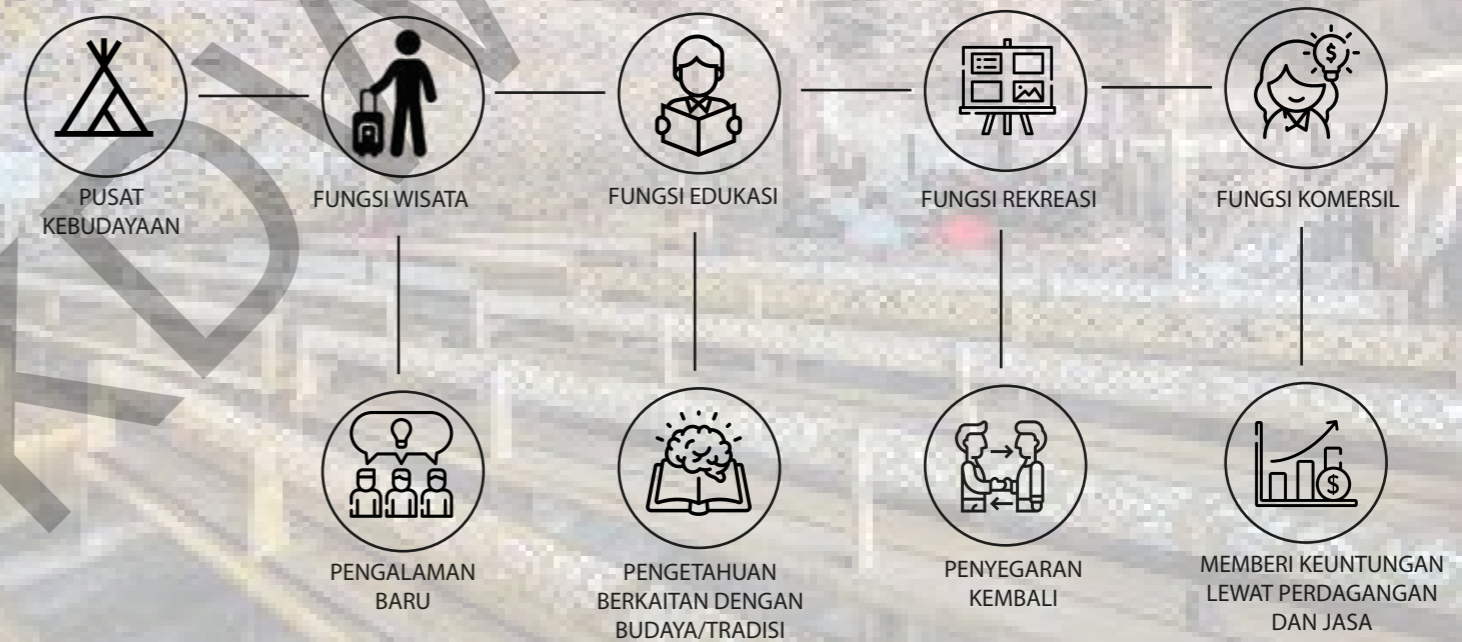 PUSAT
KEBUDAYAAN
FUNGSI WISATA
FUNGSI EDUKASI
FUNGSI REKREASI
FUNGSI KOMERSIL
PENGALAMAN
BARU
PENGETAHUAN
BERKAITAN DENGAN
BUDAYA/TRADISI
PENYEGARAN
KEMBALI
MEMBERI KEUNTUNGAN
LEWAT PERDAGANGAN
DAN JASA